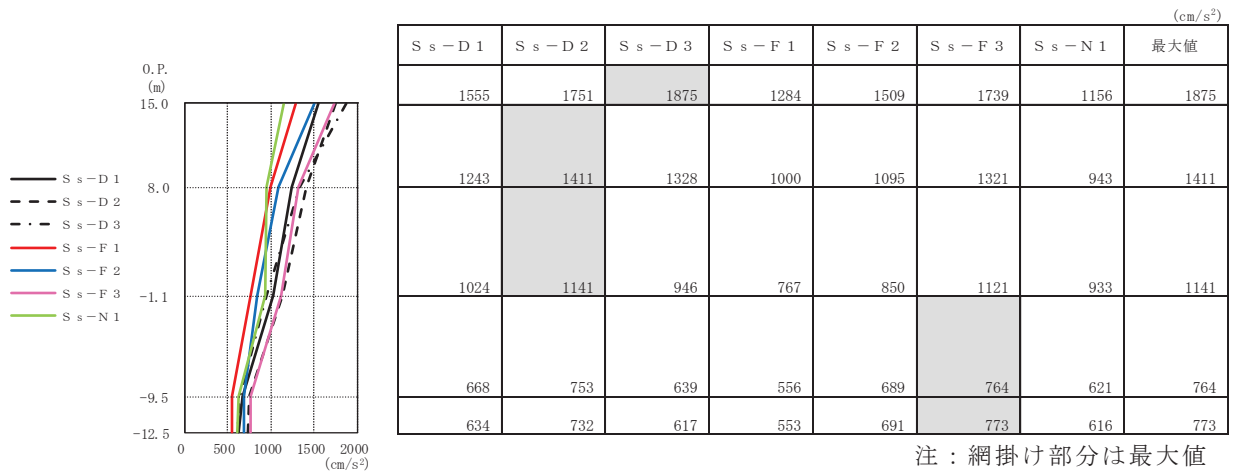 (cm/s²)
Ｓｓ－Ｄ１ Ｓｓ－Ｄ２ Ｓｓ－Ｄ３ Ｓｓ－Ｆ１ Ｓｓ－Ｆ２ Ｓｓ－Ｆ３ Ｓｓ－Ｎ１ 最大値
1555 1751 1875 1284 1509 1739 1156 1875
1243 1411 1328 1000 1095 1321 943 1411
1024 1141 946 767 850 1121 933 1141
668 753 639 556 689 764 621 764
634 732 617 553 691 773 616 773
注：網掛け部分は最大値
O.P.
(m)
15.0
8.0
-1.1
-9.5
-12.5
0 500 1000 1500 2000
(cm/s²)
Ｓｓ－Ｄ１
Ｓｓ－Ｄ２
Ｓｓ－Ｄ３
Ｓｓ－Ｆ１
Ｓｓ－Ｆ２
Ｓｓ－Ｆ３
Ｓｓ－Ｎ１